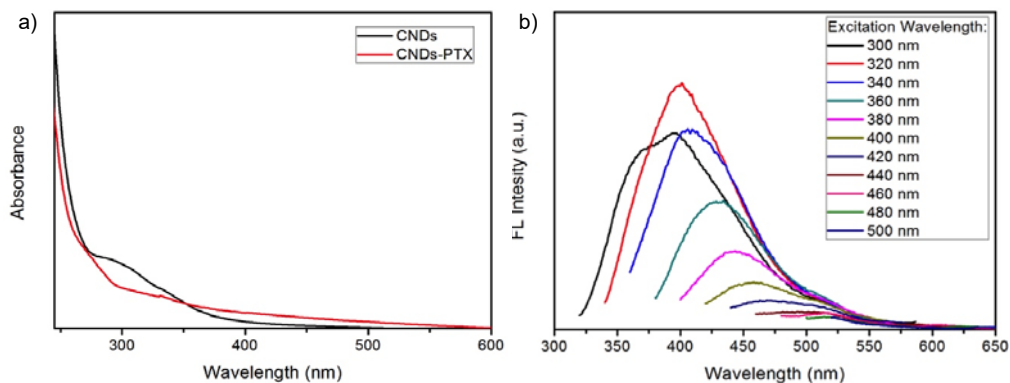 a)
CNDs
CNDs-PTX
Absorbance
300
400
500
600
Wavelength (nm)
b)
Excitation Wavelength:
300 nm
320 nm
340 nm
360 nm
380 nm
400 nm
420 nm
440 nm
460 nm
480 nm
500 nm
FL Intesity (a.u.)
300
350
400
450
500
550
600
650
Wavelength (nm)